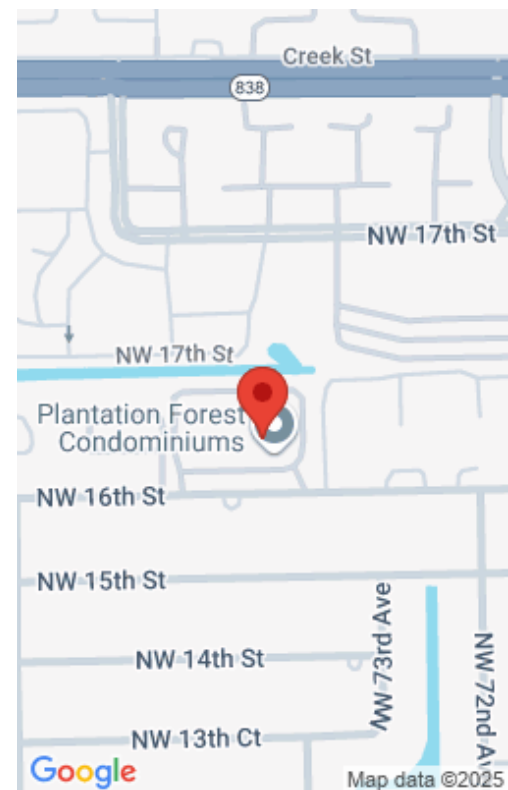 Creek St
838
NW 17th St
NW 17th St
Plantation Forest
Condominiums
NW 16th St
NW 15th St
NW 73rd Ave
NW 14th St
NW 72nd Av
NW 13th Ct
Google
Map data ©2025